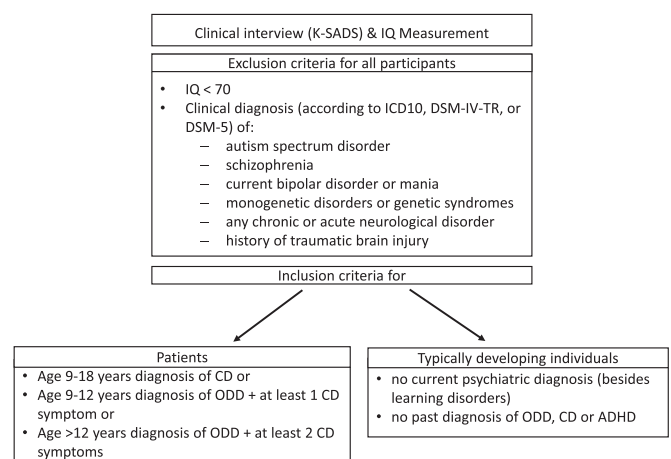 Clinical interview (K-SADS) & IQ Measurement
Exclusion criteria for all participants
• IQ < 70
• Clinical diagnosis (according to ICD10, DSM-IV-TR, or
DSM-5) of:
– autism spectrum disorder
– schizophrenia
– current bipolar disorder or mania
– monogenetic disorders or genetic syndromes
– any chronic or acute neurological disorder
– history of traumatic brain injury
Inclusion criteria for
Patients
• Age 9-18 years diagnosis of CD or
• Age 9-12 years diagnosis of ODD + at least 1 CD
symptom or
• Age >12 years diagnosis of ODD + at least 2 CD
symptoms
Typically developing individuals
• no current psychiatric diagnosis (besides
learning disorders)
• no past diagnosis of ODD, CD or ADHD